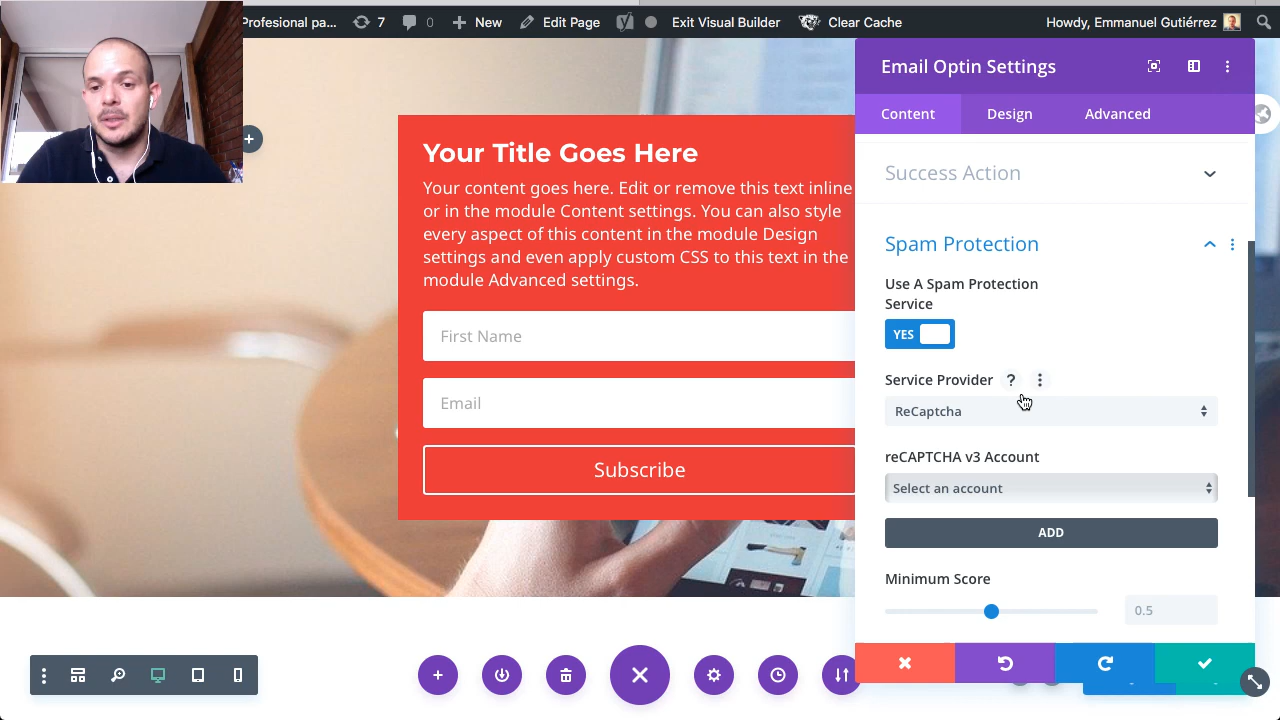 Profesional pa...
7
0
New
Edit Page
Exit Visual Builder
Clear Cache
Howdy, Emmanuel Gutiérrez
Your Title Goes Here
Your content goes here. Edit or remove this text inline
or in the module Content settings. You can also style
every aspect of this content in the module Design
settings and even apply custom CSS to this text in the
module Advanced settings.
First Name
Email
Subscribe
Email Optin Settings
Content
Design
Advanced
Success Action
Spam Protection
Use A Spam Protection
Service
YES
Service Provider
?
ReCaptcha
reCAPTCHA v3 Account
Select an account
ADD
Minimum Score
0.5